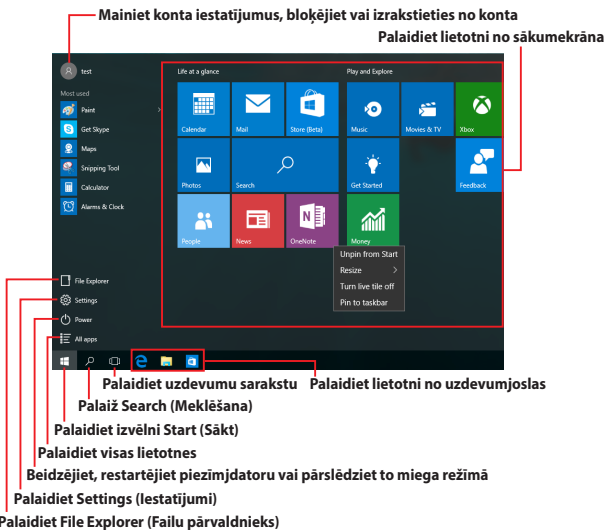 Mainiet konta iestatījumus, bloķējiet vai izrakstieties no konta
Palaidiet lietotni no sākumekrāna
test
Life at a glance
Play and Explore
Most used
Paint
Get Skype
Maps
Snipping Tool
Calculator
Alarms & Clock
Calendar
Mail
Store (Beta)
Music
Movies & TV
Xbox
Photos
Search
Get Started
Feedback
People
News
OneNote
Money
Unpin from Start
Resize
Turn live tile off
Pin to taskbar
File Explorer
Settings
Power
All apps
Palaidiet uzdevumu sarakstu
Palaidiet lietotni no uzdevumjoslas
Palaiž Search (Meklēšana)
Palaidiet izvēlni Start (Sākt)
Palaidiet visas lietotnes
Beidzējiet, restartējiet piezīmjdatoru vai pārslēdziet to miega režīmā
Palaidiet Settings (Iestatījumi)
Palaidiet File Explorer (Failu pārvaldnieks)